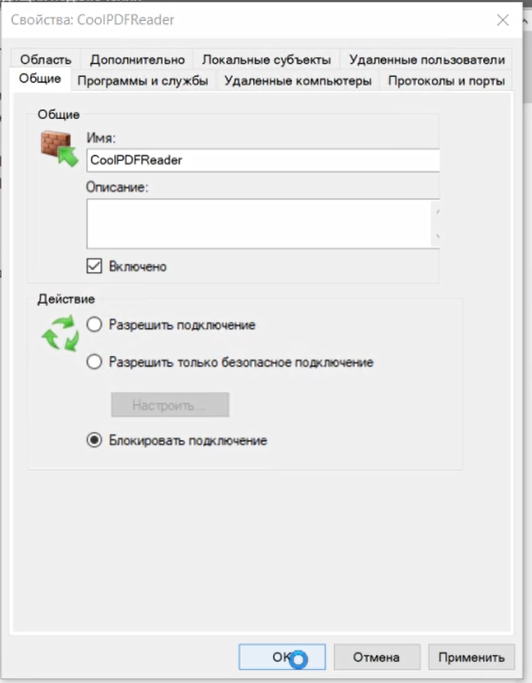 Свойства: CoolPDFReader
Область Дополнительно Локальные субъекты Удаленные пользователи
Общие Программы и службы Удаленные компьютеры Протоколы и порты
Общие
Имя:
CoolPDFReader
Описание:
Включено
Действие
Разрешить подключение
Разрешить только безопасное подключение
Настроить...
Блокировать подключение
ОК Отмена Применить